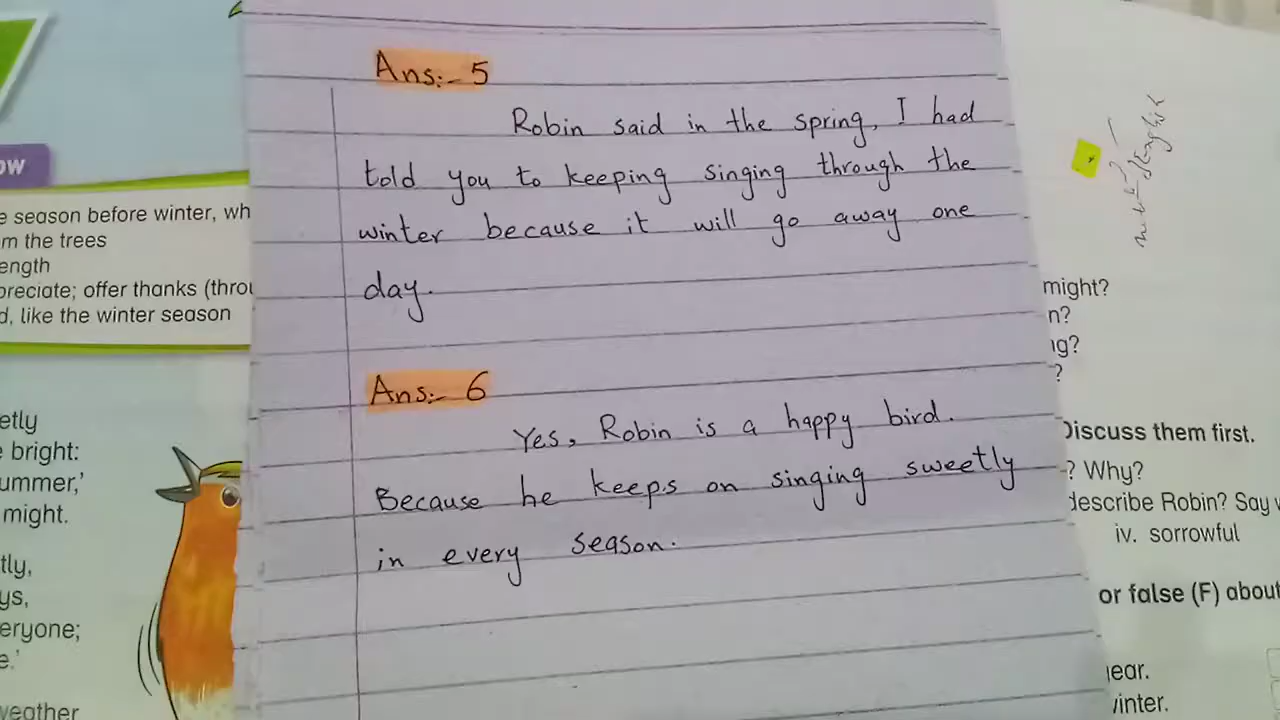 ow
e season before winter, wh
m the trees
ength
preciate; offer thanks (throu
d, like the winter season
etly
e bright:
ummer,'
might.
tly,
ys,
eryone;
e.'
weather
Ans:- 5
Robin said in the spring, I had
told you to keeping singing through the
winter because it will go away one
day.
Ans:- 6
Yes, Robin is a happy bird.
Because he keeps on singing sweetly
in every season.
might?
n?
ng?
?
Discuss them first.
? Why?
describe Robin? Say w
iv. sorrowful
or false (F) about
ear.
winter.